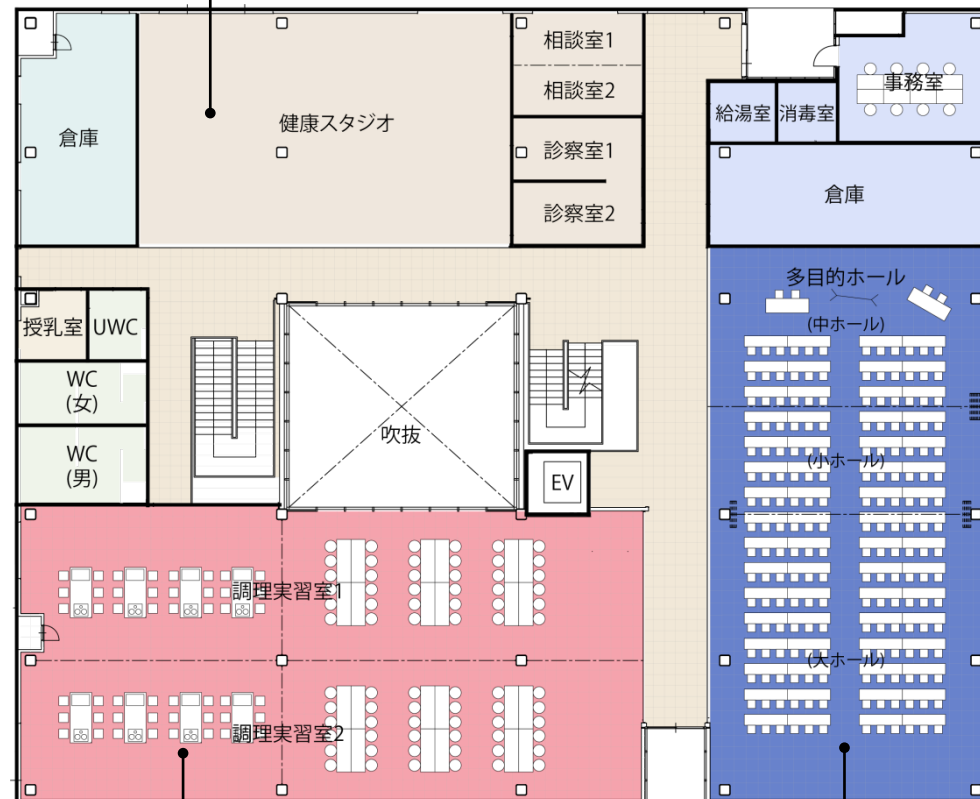 相談室1
相談室2
事務室
給湯室
消毒室
健康スタジオ
倉庫
診察室1
倉庫
診察室2
多目的ホール
(中ホール)
授乳室
UWC
WC
(女)
吹抜
WC
(男)
(小ホール)
EV
調理実習室1
(大ホール)
調理実習室2